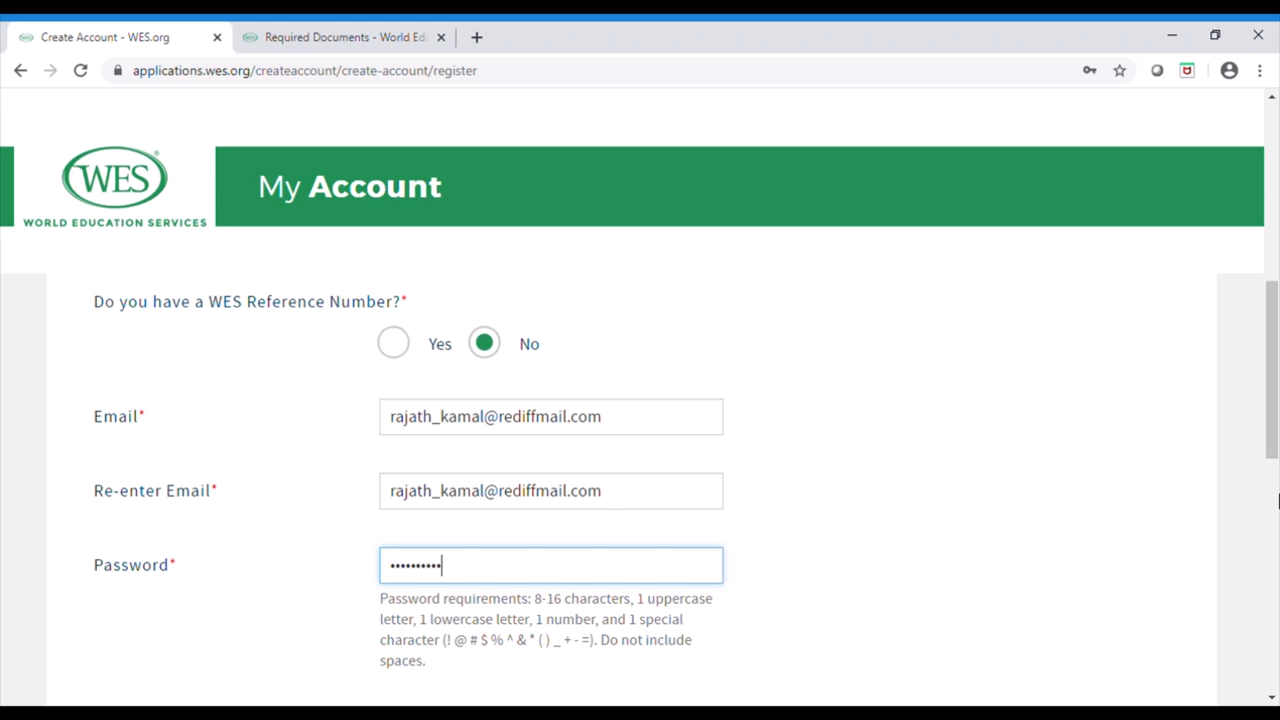 Create Account - WES.org
Required Documents - World Ed
applications.wes.org/createaccount/create-account/register
WES
WORLD EDUCATION SERVICES
My Account
Do you have a WES Reference Number?*
Yes
No
Email*
rajath_kamal@rediffmail.com
Re-enter Email*
rajath_kamal@rediffmail.com
Password*
••••••••••
Password requirements: 8-16 characters, 1 uppercase
letter, 1 lowercase letter, 1 number, and 1 special
character (! @ # $ % ^ & * ( ) _ + - =). Do not include
spaces.